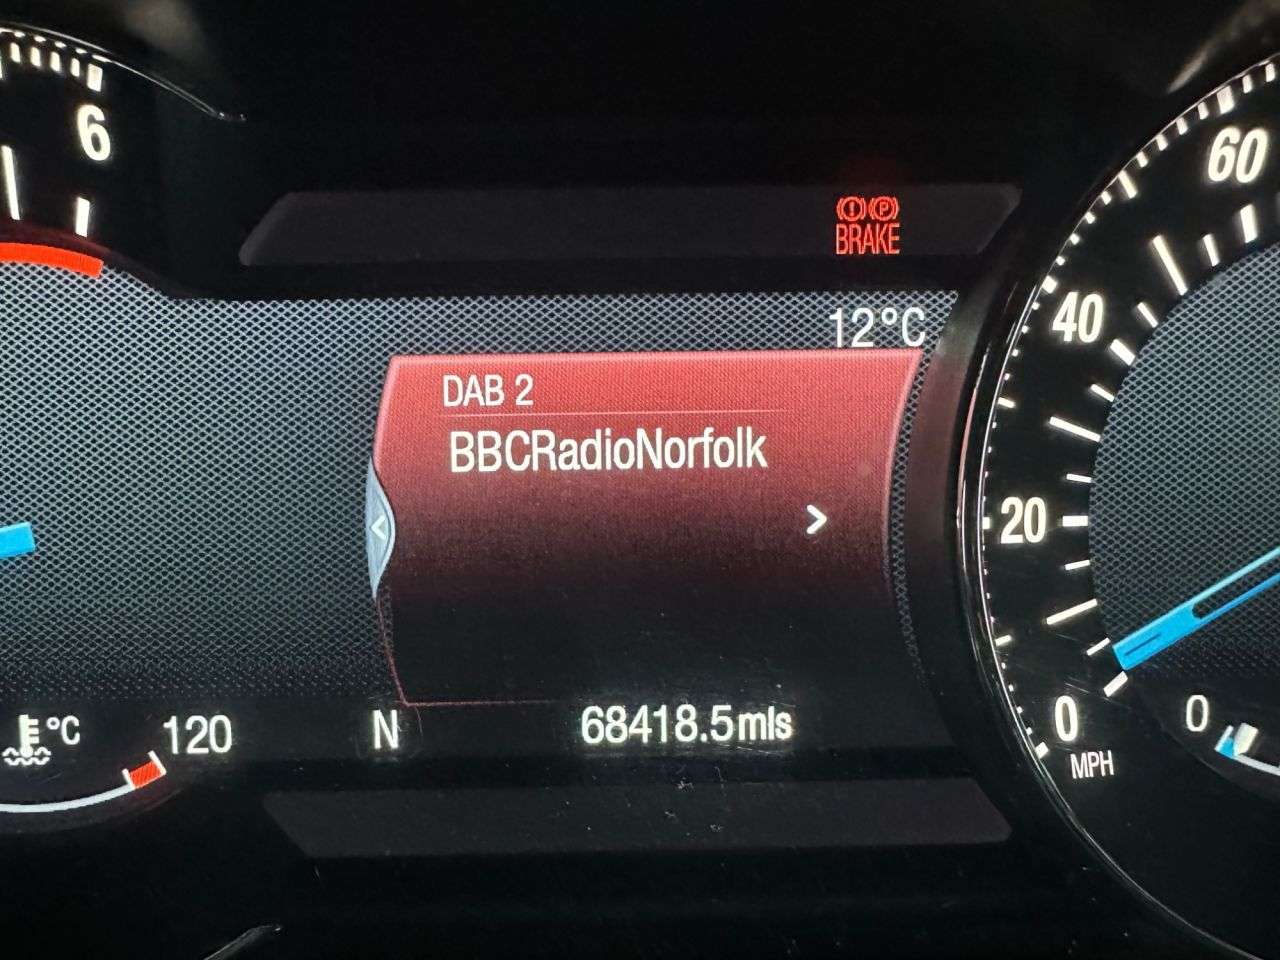 6
60
BRAKE
12°C
40
DAB 2
BBCRadioNorfolk
20
°C
120
N
68418.5mls
0
0
MPH